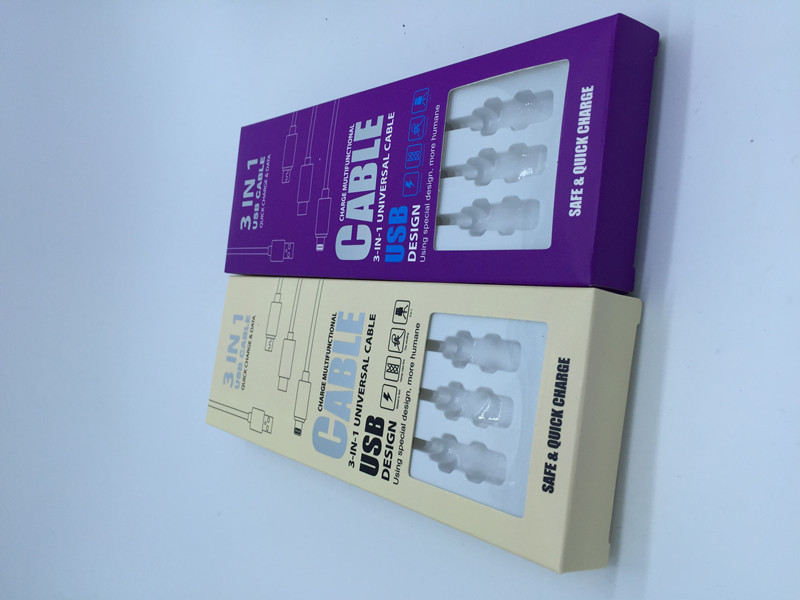 3 IN 1
USB CABLE
QUICK CHARGE & DATA
CHARGE MULTIFUNCTIONAL
CABLE
3-IN-1 UNIVERSAL CABLE
USB
DESIGN
Using special design, more humane
SAFE & QUICK CHARGE
3 IN 1
USB CABLE
QUICK CHARGE & DATA
CHARGE MULTIFUNCTIONAL
CABLE
3-IN-1 UNIVERSAL CABLE
USB
DESIGN
Using special design, more humane
SAFE & QUICK CHARGE